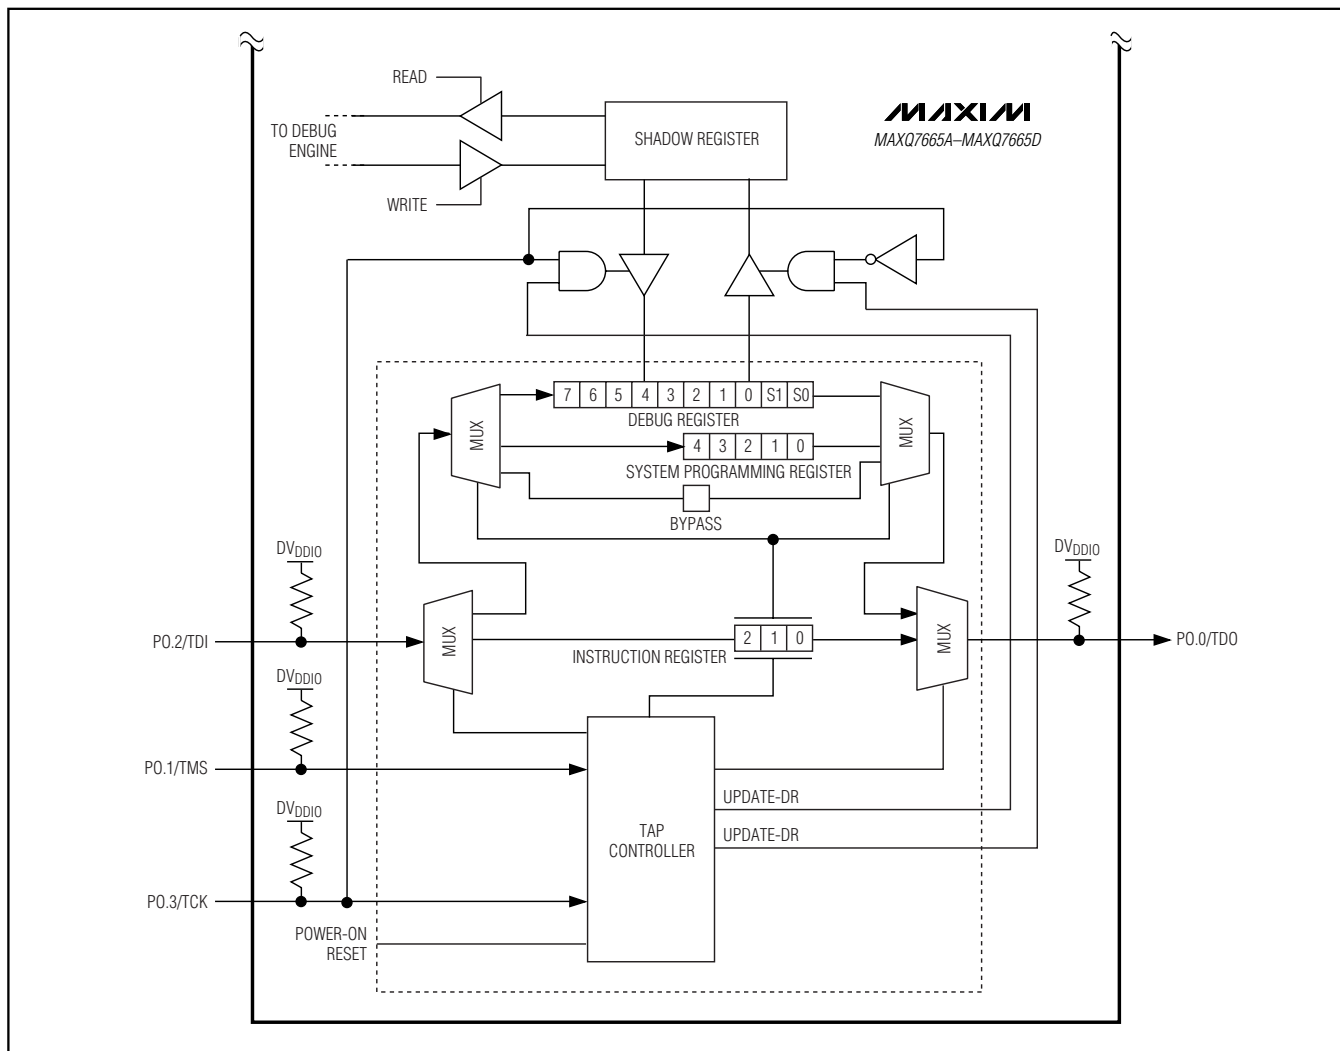 READ
TO DEBUG
ENGINE
WRITE
SHADOW REGISTER
MAXIM
MAXQ7665A–MAXQ7665D
7 6 5 4 3 2 1 0 S1 S0
DEBUG REGISTER
MUX
MUX
4 3 2 1 0
SYSTEM PROGRAMMING REGISTER
BYPASS
DVDDIO
DVDDIO
P0.2/TDI
MUX
2 1 0
INSTRUCTION REGISTER
MUX
P0.0/TDO
DVDDIO
P0.1/TMS
DVDDIO
TAP
CONTROLLER
UPDATE-DR
UPDATE-DR
P0.3/TCK
POWER-ON
RESET